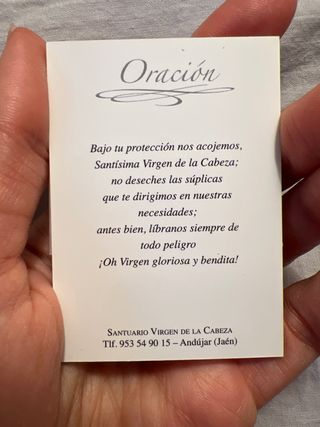 Oración
Bajo tu protección nos acojemos,
Santísima Virgen de la Cabeza;
no deseches las súplicas
que te dirigimos en nuestras
necesidades;
antes bien, líbranos siempre de
todo peligro
¡Oh Virgen gloriosa y bendita!
Santuario Virgen de la Cabeza
Tlf. 953 54 90 15 – Andújar (Jaén)